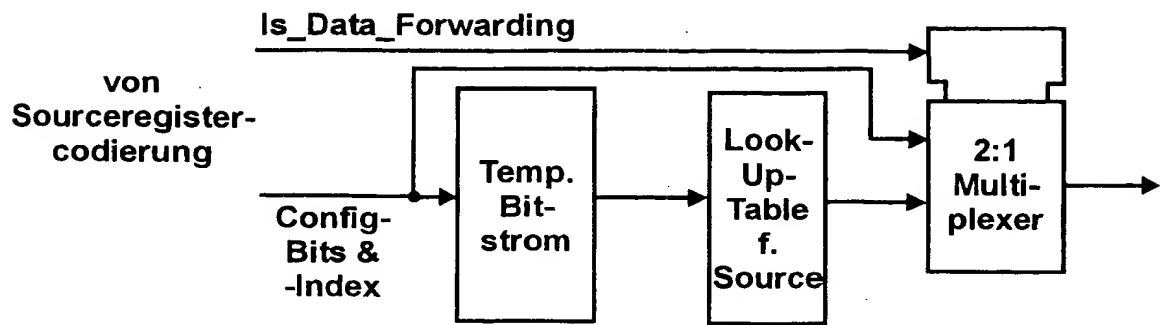 Is_Data_Forwarding
von
Sourceregister-
codierung
Config-
Bits &
-Index
Temp.
Bit-
strom
Look-
Up-
Table
f.
Source
2:1
Multi-
plexer